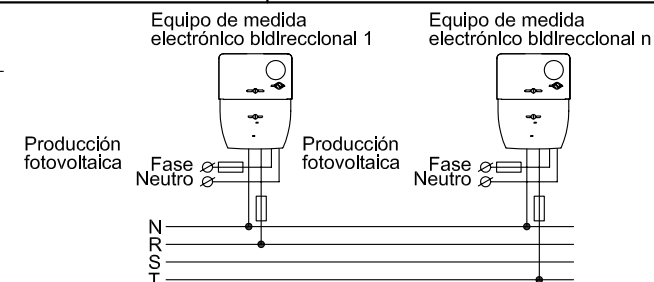 Equipo de medida
electrónico bidireccional 1
Equipo de medida
electrónico bidireccional n
Producción
fotovoltaica
Fase
Neutro
Producción
fotovoltaica
Fase
Neutro
N
R
S
T